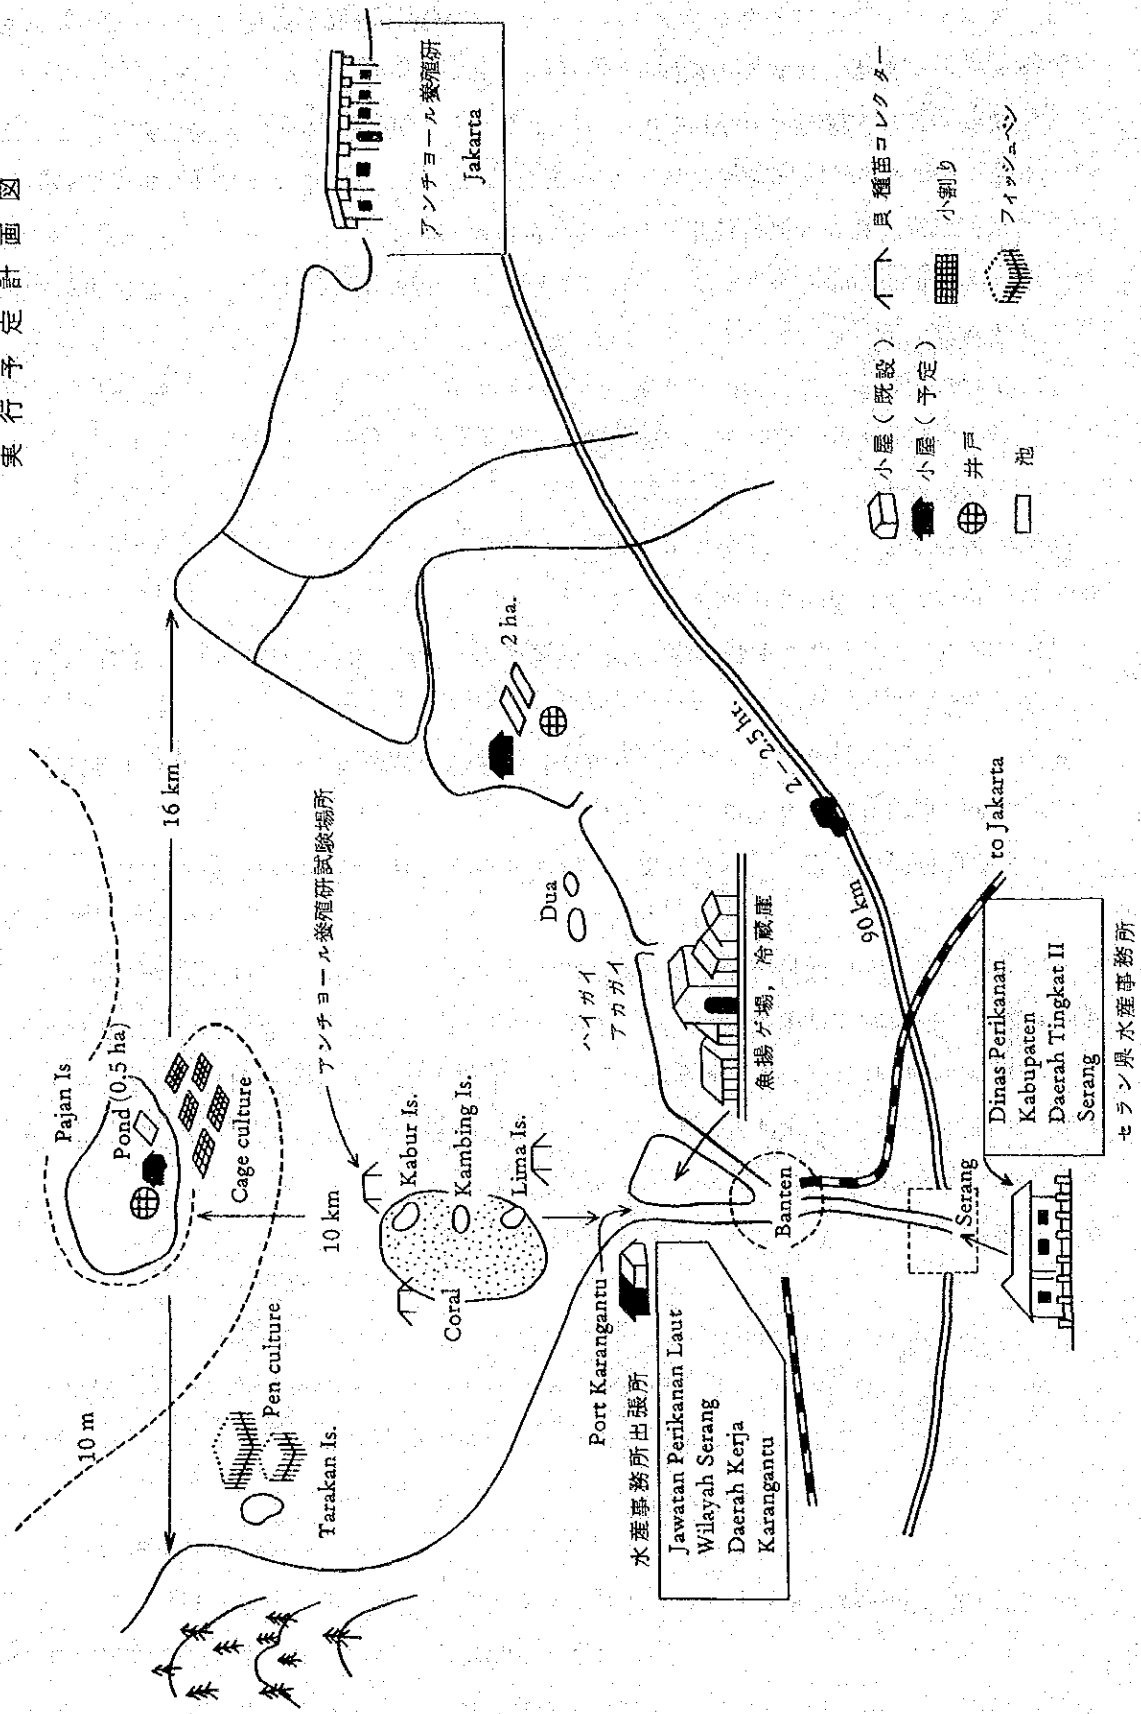 実行予定計画図
10 m
Pajan Is
Pond (0.5 ha)
16 km
Cage culture
Pen culture
Tarakan Is.
10 km
アンチョール養殖研試験場所
Kabur Is.
Kambing Is.
Lima Is.
Coral
Dua
ハイガイ
アカガイ
2 ha.
アンチョール養殖研
Jakarta
Port Karangantu
水産事務所出張所
Jawatan Perikanan Laut
Wilayah Serang
Daerah Kerja
Karangantu
魚揚ゲ場，冷蔵庫
Banten
2－2.5 hr.
90 km
to Jakarta
Serang
Dinas Perikanan
Kabupaten
Daerah Tingkat II
Serang
セラン県水産事務所
小屋（既設）
小屋（予定）
井戸
池
貝種苗コレクター
小割り
フィッシュペン